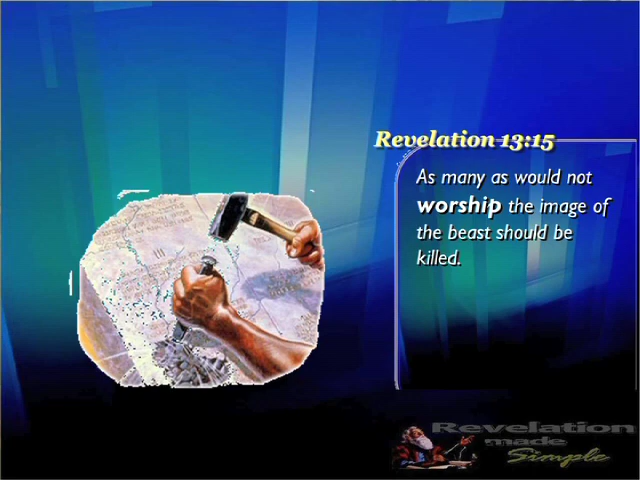 Revelation 13:15
As many as would not
worship the image of
the beast should be
killed.
III
Revelation
made
Simple